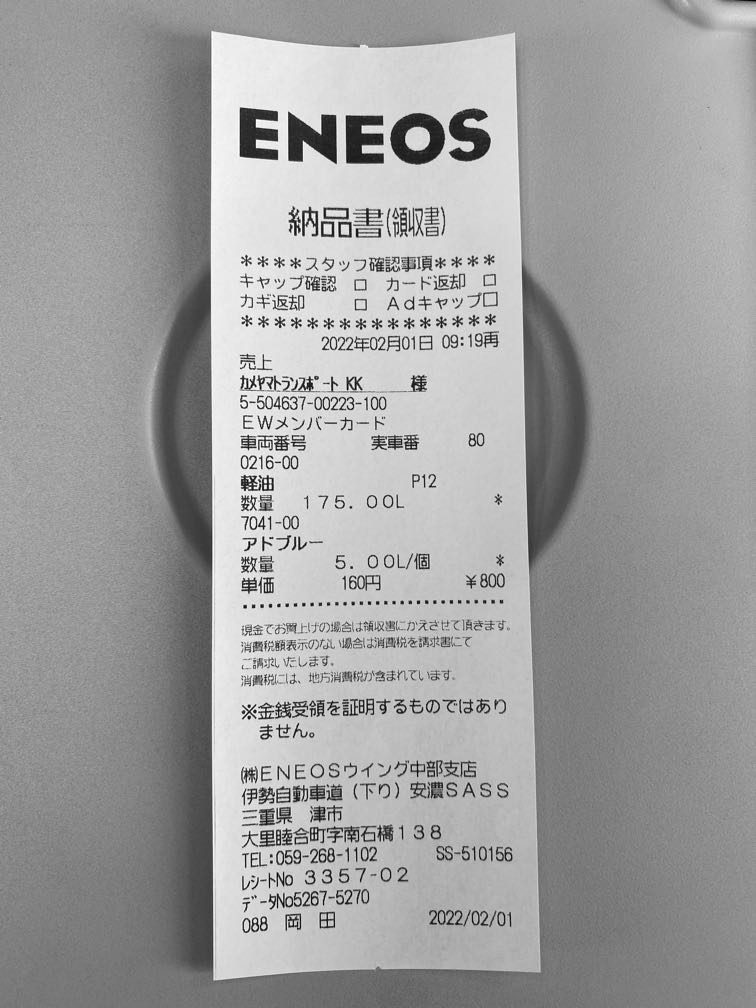 ENEOS
納品書(領収書)
****スタッフ確認事項****
キャップ確認 □ カード返却 □
カギ返却 □ Adキャップ□
****************
2022年02月01日 09:19再
売上
カメヤマトランスポート KK 様
5-504637-00223-100
EWメンバーカード
車両番号 実車番 80
0216-00
軽油 P12
数量 175.00L *
7041-00
アドブルー
数量 5.00L/個 *
単価 160円 ¥800
現金でお買上げの場合は領収書にかえさせて頂きます。
消費税額表示のない場合は消費税を請求書にて
ご請求いたします。
消費税には、地方消費税が含まれています。
※金銭受領を証明するものではあり
ません。
㈱ENEOSウイング中部支店
伊勢自動車道(下り)安濃SASS
三重県 津市
大里睦合町字南石橋138
TEL:059-268-1102 SS-510156
レシートNo 3357-02
データNo5267-5270
088 岡 田 2022/02/01